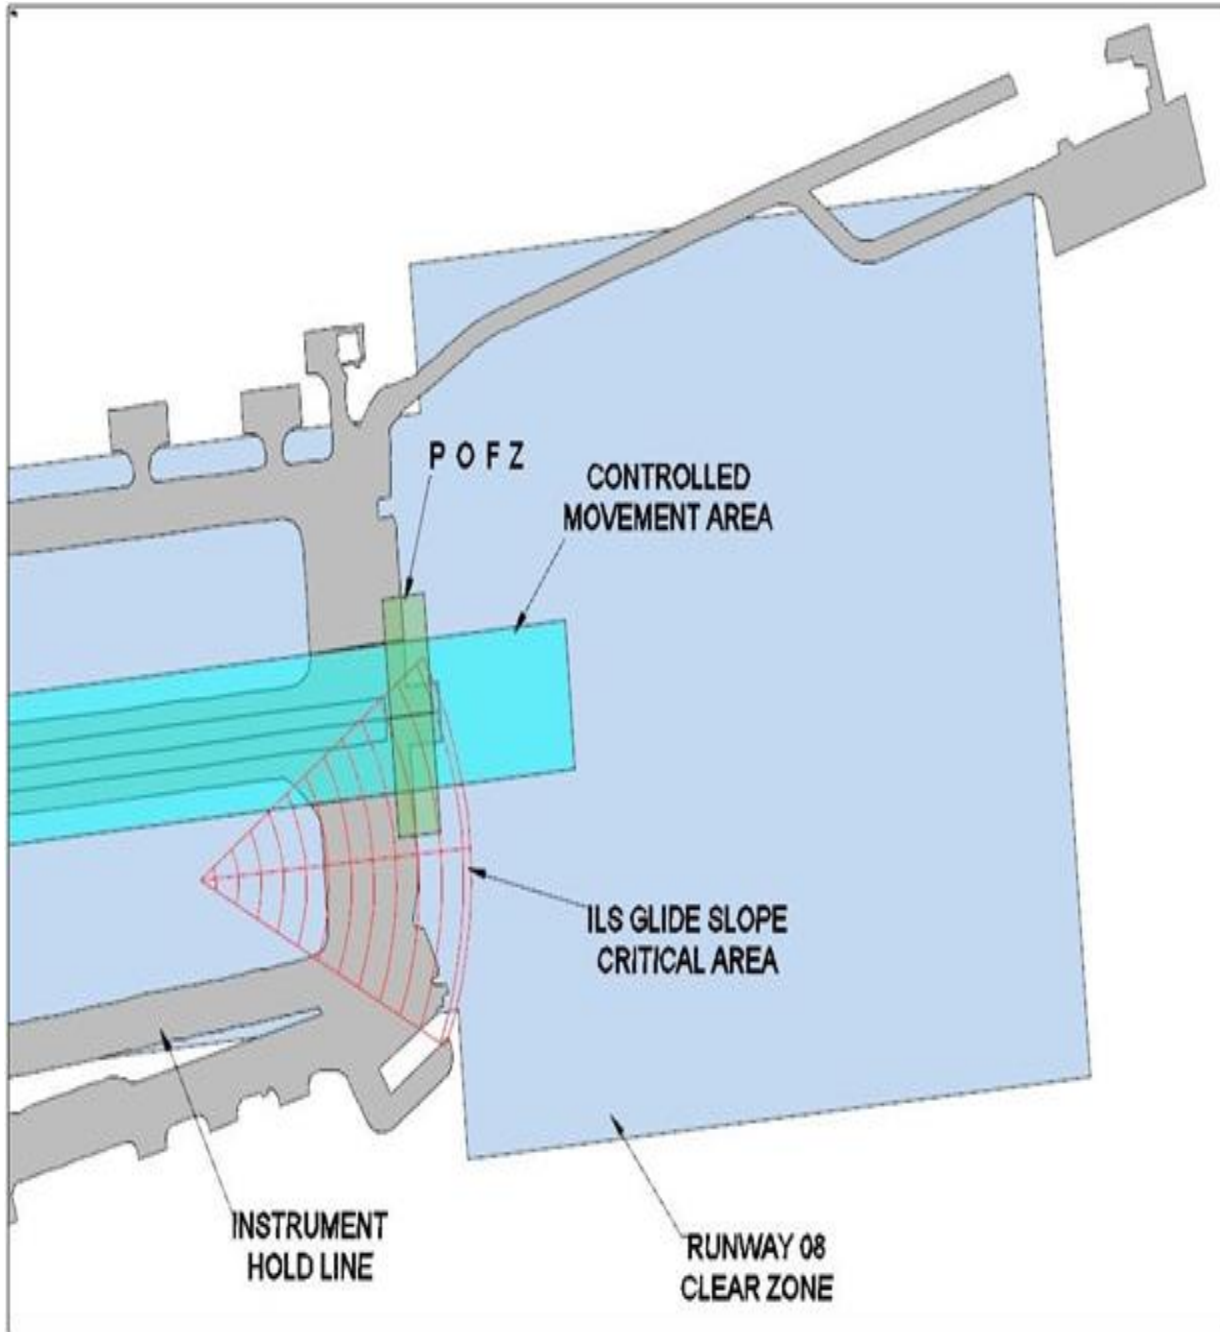 P O F Z
CONTROLLED
MOVEMENT AREA
ILS GLIDE SLOPE
CRITICAL AREA
INSTRUMENT
HOLD LINE
RUNWAY 08
CLEAR ZONE